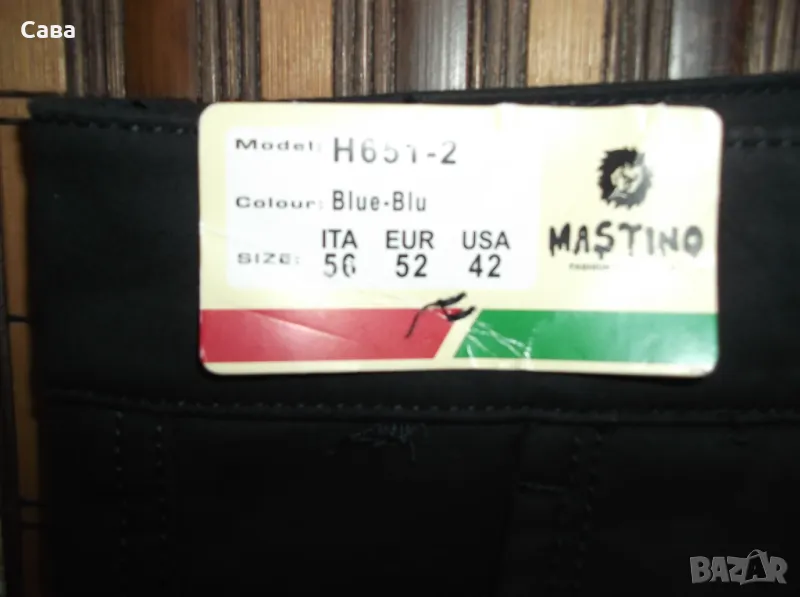 Сава
Model: H651-2
Colour: Blue-Blu
ITA EUR USA
SIZE: 56 52 42
MASTINO
BAZAR